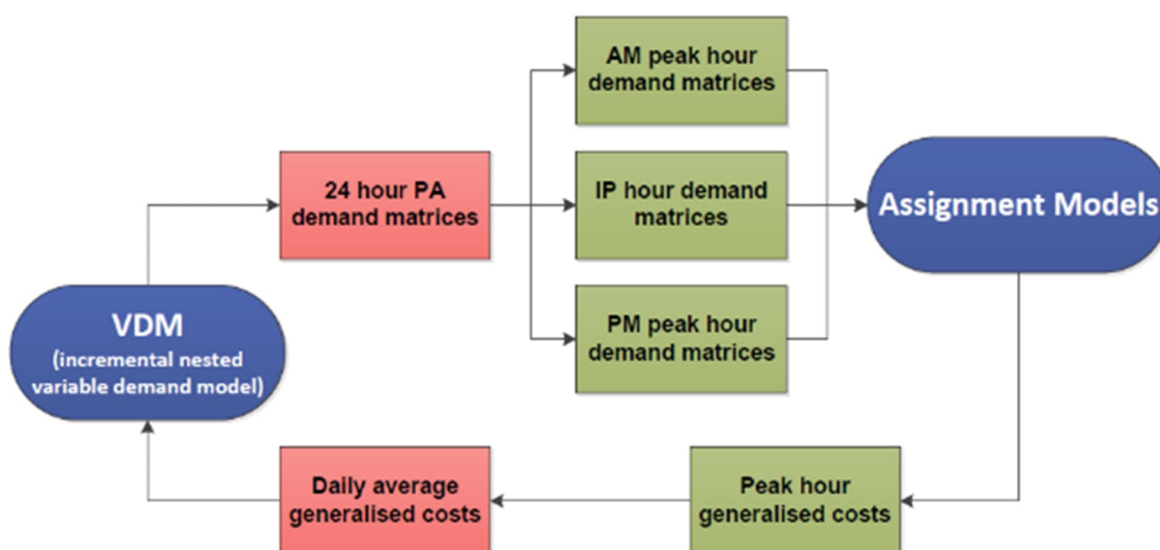 AM peak hour
demand matrices
24 hour PA
demand matrices
IP hour demand
matrices
Assignment Models
PM peak hour
demand matrices
VDM
(incremental nested
variable demand model)
Daily average
generalised costs
Peak hour
generalised costs